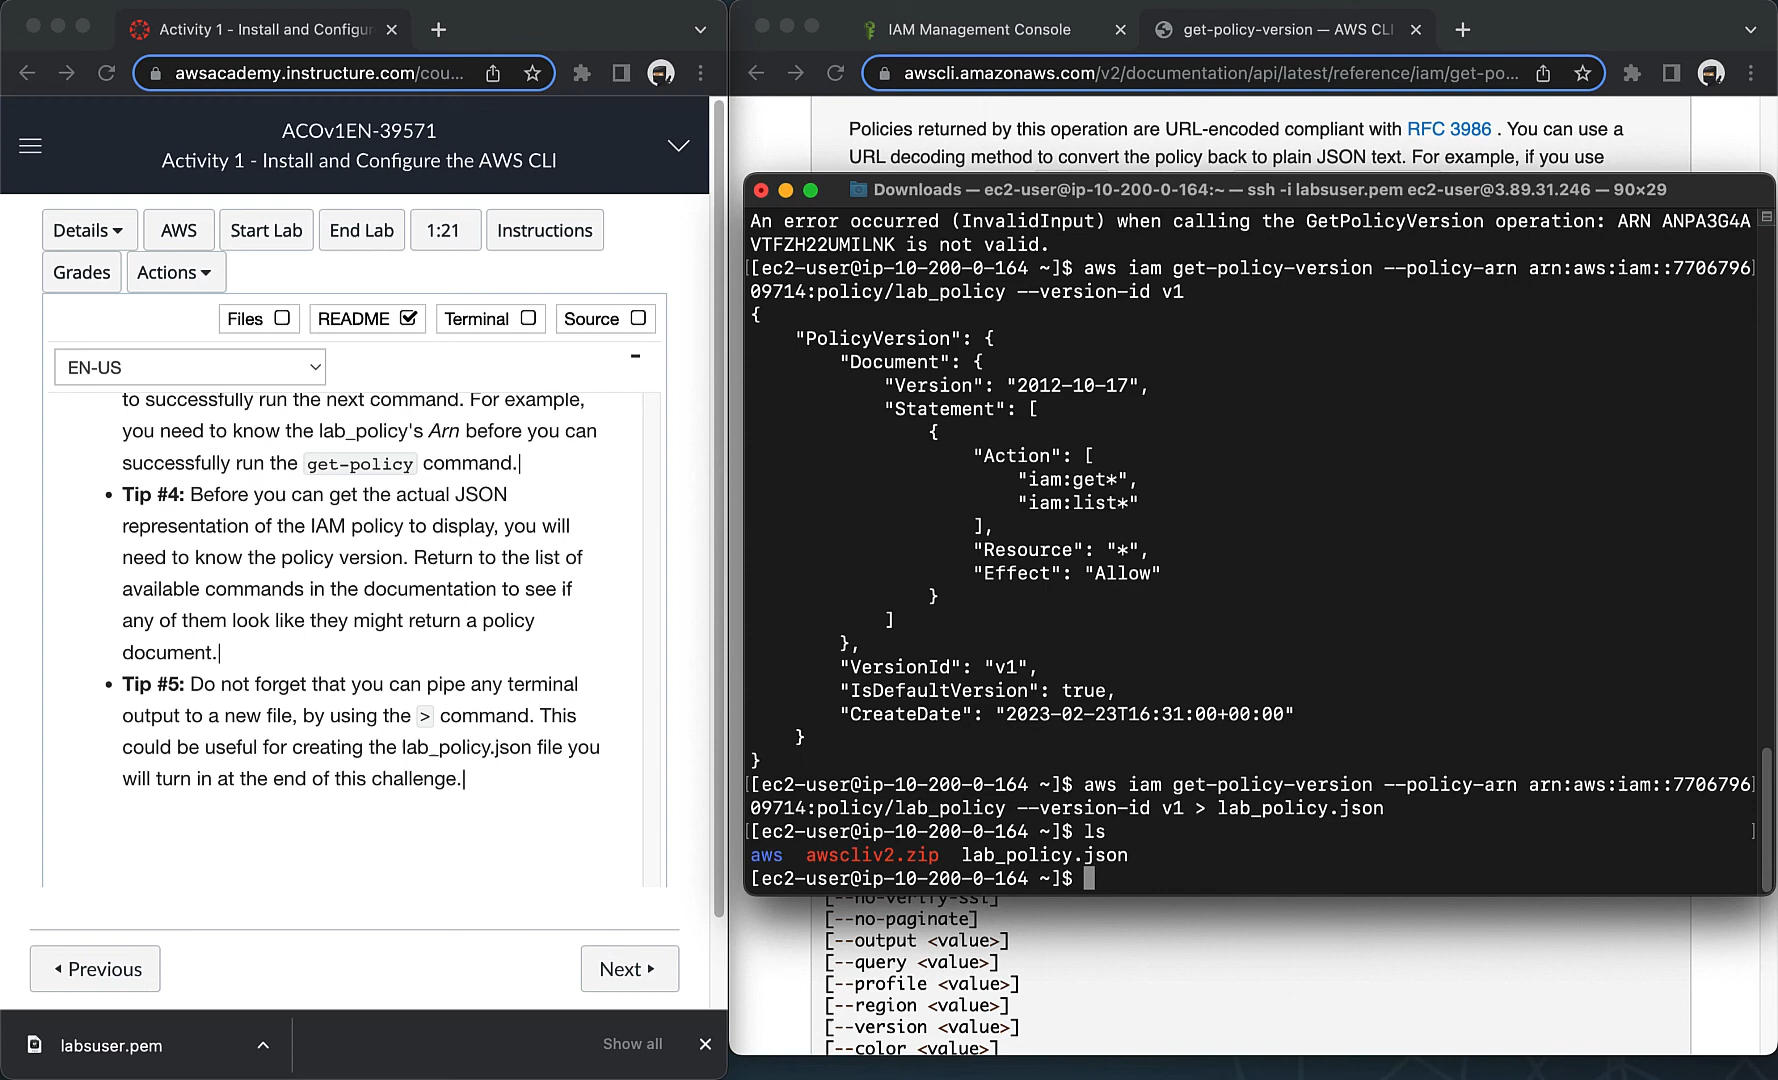 Activity 1 - Install and Configur
awsacademy.instructure.com/cou...
ACOv1EN-39571
Activity 1 - Install and Configure the AWS CLI
Details
AWS
Start Lab
End Lab
1:21
Instructions
Grades
Actions
Files
README
Terminal
Source
EN-US
to successfully run the next command. For example,
you need to know the lab_policy's Arn before you can
successfully run the get-policy command.
• Tip #4: Before you can get the actual JSON
representation of the IAM policy to display, you will
need to know the policy version. Return to the list of
available commands in the documentation to see if
any of them look like they might return a policy
document.
• Tip #5: Do not forget that you can pipe any terminal
output to a new file, by using the > command. This
could be useful for creating the lab_policy.json file you
will turn in at the end of this challenge.
Previous
Next
labsuser.pem
Show all
IAM Management Console
get-policy-version — AWS CLI
awscli.amazonaws.com/v2/documentation/api/latest/reference/iam/get-po...
Policies returned by this operation are URL-encoded compliant with RFC 3986 . You can use a
URL decoding method to convert the policy back to plain JSON text. For example, if you use
Downloads — ec2-user@ip-10-200-0-164:~ — ssh -i labsuser.pem ec2-user@3.89.31.246 — 90×29
An error occurred (InvalidInput) when calling the GetPolicyVersion operation: ARN ANPA3G4A
VTFZH22UMILNK is not valid.
[[ec2-user@ip-10-200-0-164 ~]$ aws iam get-policy-version --policy-arn arn:aws:iam::7706796]
09714:policy/lab_policy --version-id v1
{
    "PolicyVersion": {
        "Document": {
            "Version": "2012-10-17",
            "Statement": [
                {
                    "Action": [
                        "iam:get*",
                        "iam:list*"
                    ],
                    "Resource": "*",
                    "Effect": "Allow"
                }
            ]
        },
        "VersionId": "v1",
        "IsDefaultVersion": true,
        "CreateDate": "2023-02-23T16:31:00+00:00"
    }
}
[[ec2-user@ip-10-200-0-164 ~]$ aws iam get-policy-version --policy-arn arn:aws:iam::7706796]
09714:policy/lab_policy --version-id v1 > lab_policy.json
[[ec2-user@ip-10-200-0-164 ~]$ ls ]
aws  awscliv2.zip  lab_policy.json
[ec2-user@ip-10-200-0-164 ~]$
[--no-verify-ssl]
[--no-paginate]
[--output <value>]
[--query <value>]
[--profile <value>]
[--region <value>]
[--version <value>]
[--color <value>]